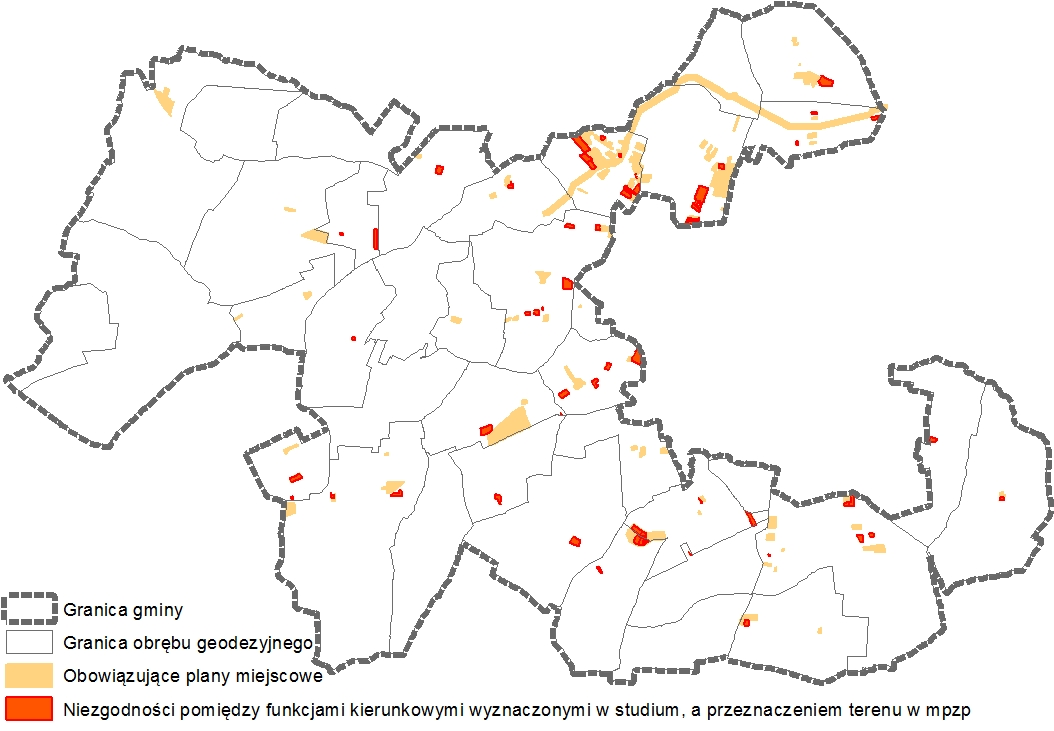 Granica gminy
Granica obrębu geodezyjnego
Obowiązujące plany miejscowe
Niezgodności pomiędzy funkcjami kierunkowymi wyznaczonymi w studium, a przeznaczeniem terenu w mpzp